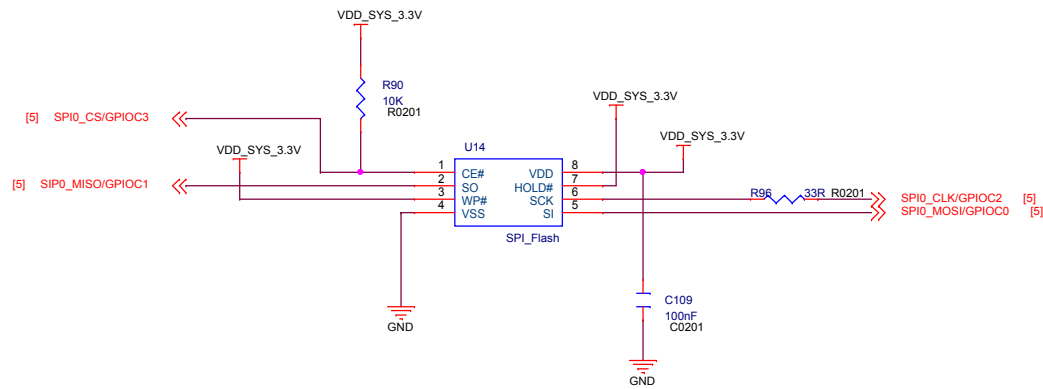 VDD_SYS_3.3V
R90
10K
R0201
VDD_SYS_3.3V
[5] SPI0_CS/GPIOC3
VDD_SYS_3.3V
U14
VDD_SYS_3.3V
[5] SIP0_MISO/GPIOC1
1 CE# VDD 8
2 SO HOLD# 7
3 WP# SCK 6
4 VSS SI 5
R96 33R R0201
SPI0_CLK/GPIOC2 [5]
SPI0_MOSI/GPIOC0 [5]
SPI_Flash
C109
100nF
C0201
GND
GND